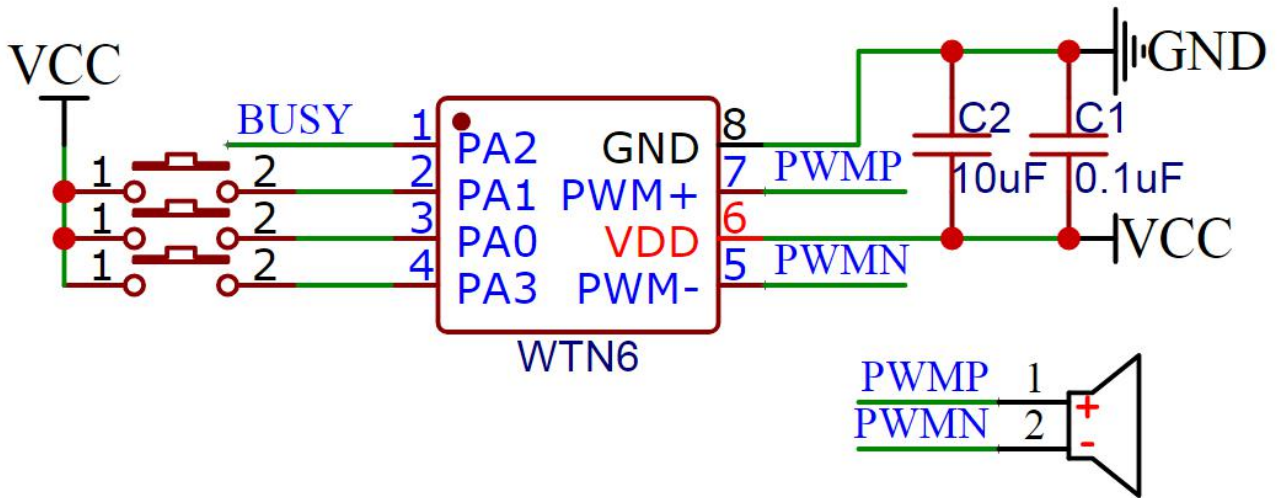 VCC
GND
BUSY
1 PA2 GND 8
C2 C1
1 2 2 PA1 PWM+ 7 PWMP
10uF 0.1uF
1 2 3 PA0 VDD 6
VCC
1 2 4 PA3 PWM- 5 PWMN
WTN6
PWMP 1 +
PWMN 2 -